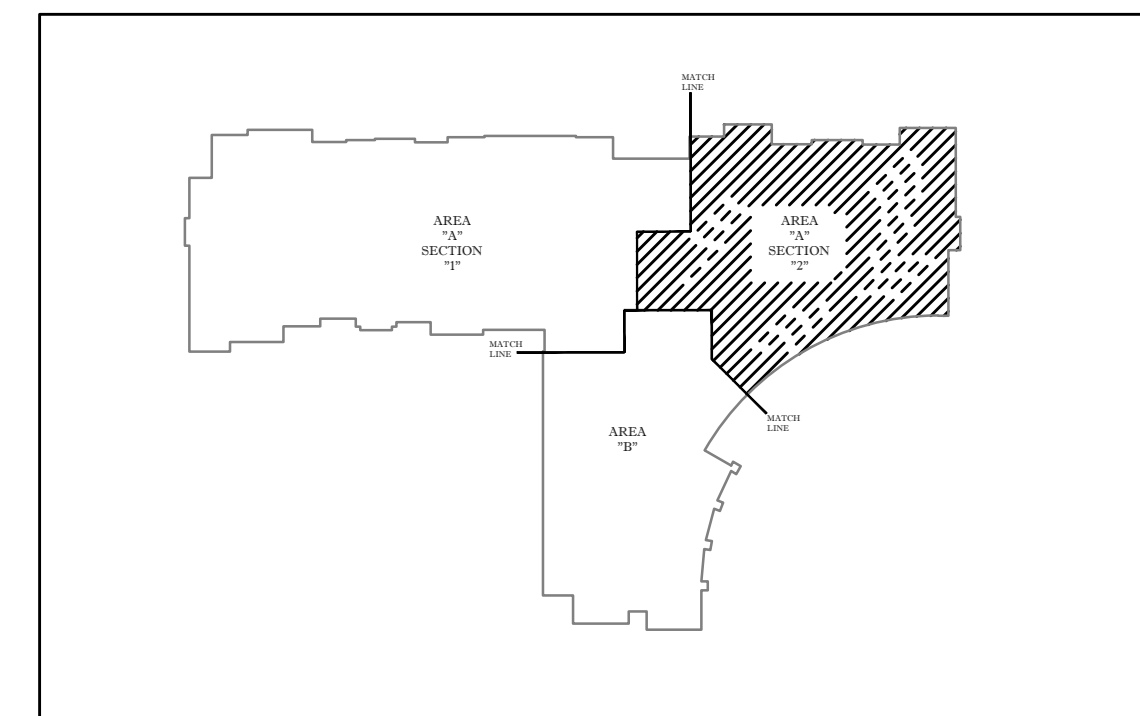 MATCH
LINE
AREA
"A"
SECTION
"1"
AREA
"A"
SECTION
"2"
MATCH
LINE
MATCH
LINE
AREA
"B"